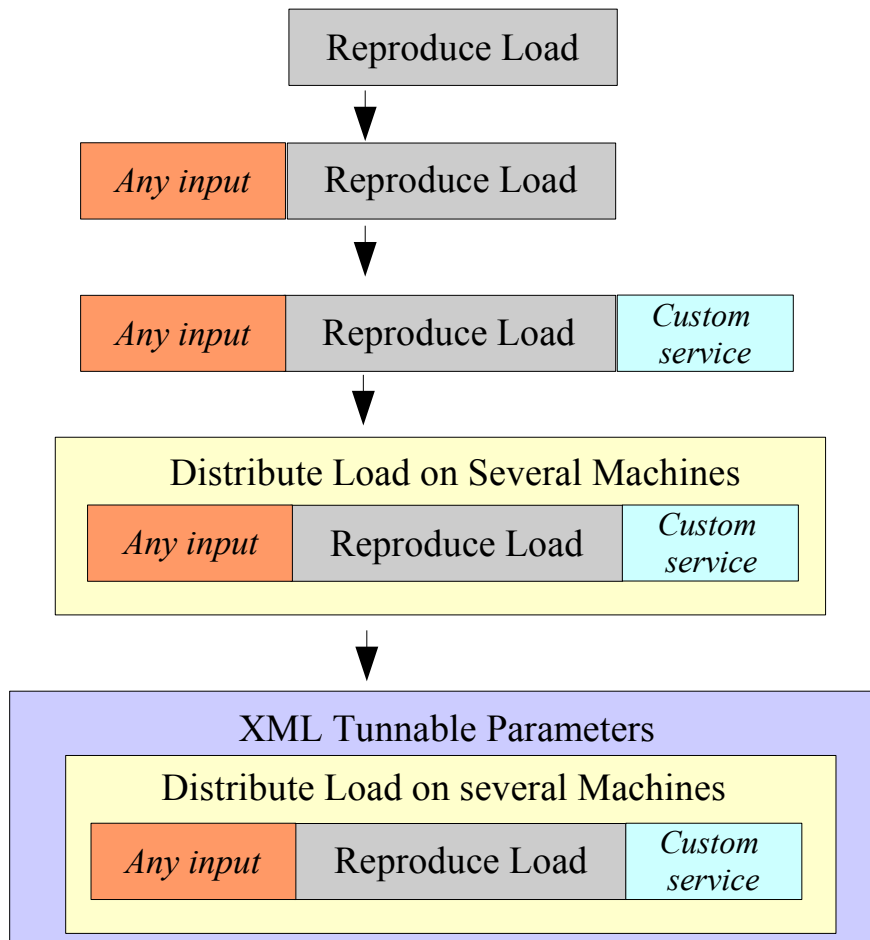 Reproduce Load
Any input
Reproduce Load
Any input
Reproduce Load
Custom
service
Distribute Load on Several Machines
Any input
Reproduce Load
Custom
service
XML Tunnable Parameters
Distribute Load on several Machines
Any input
Reproduce Load
Custom
service